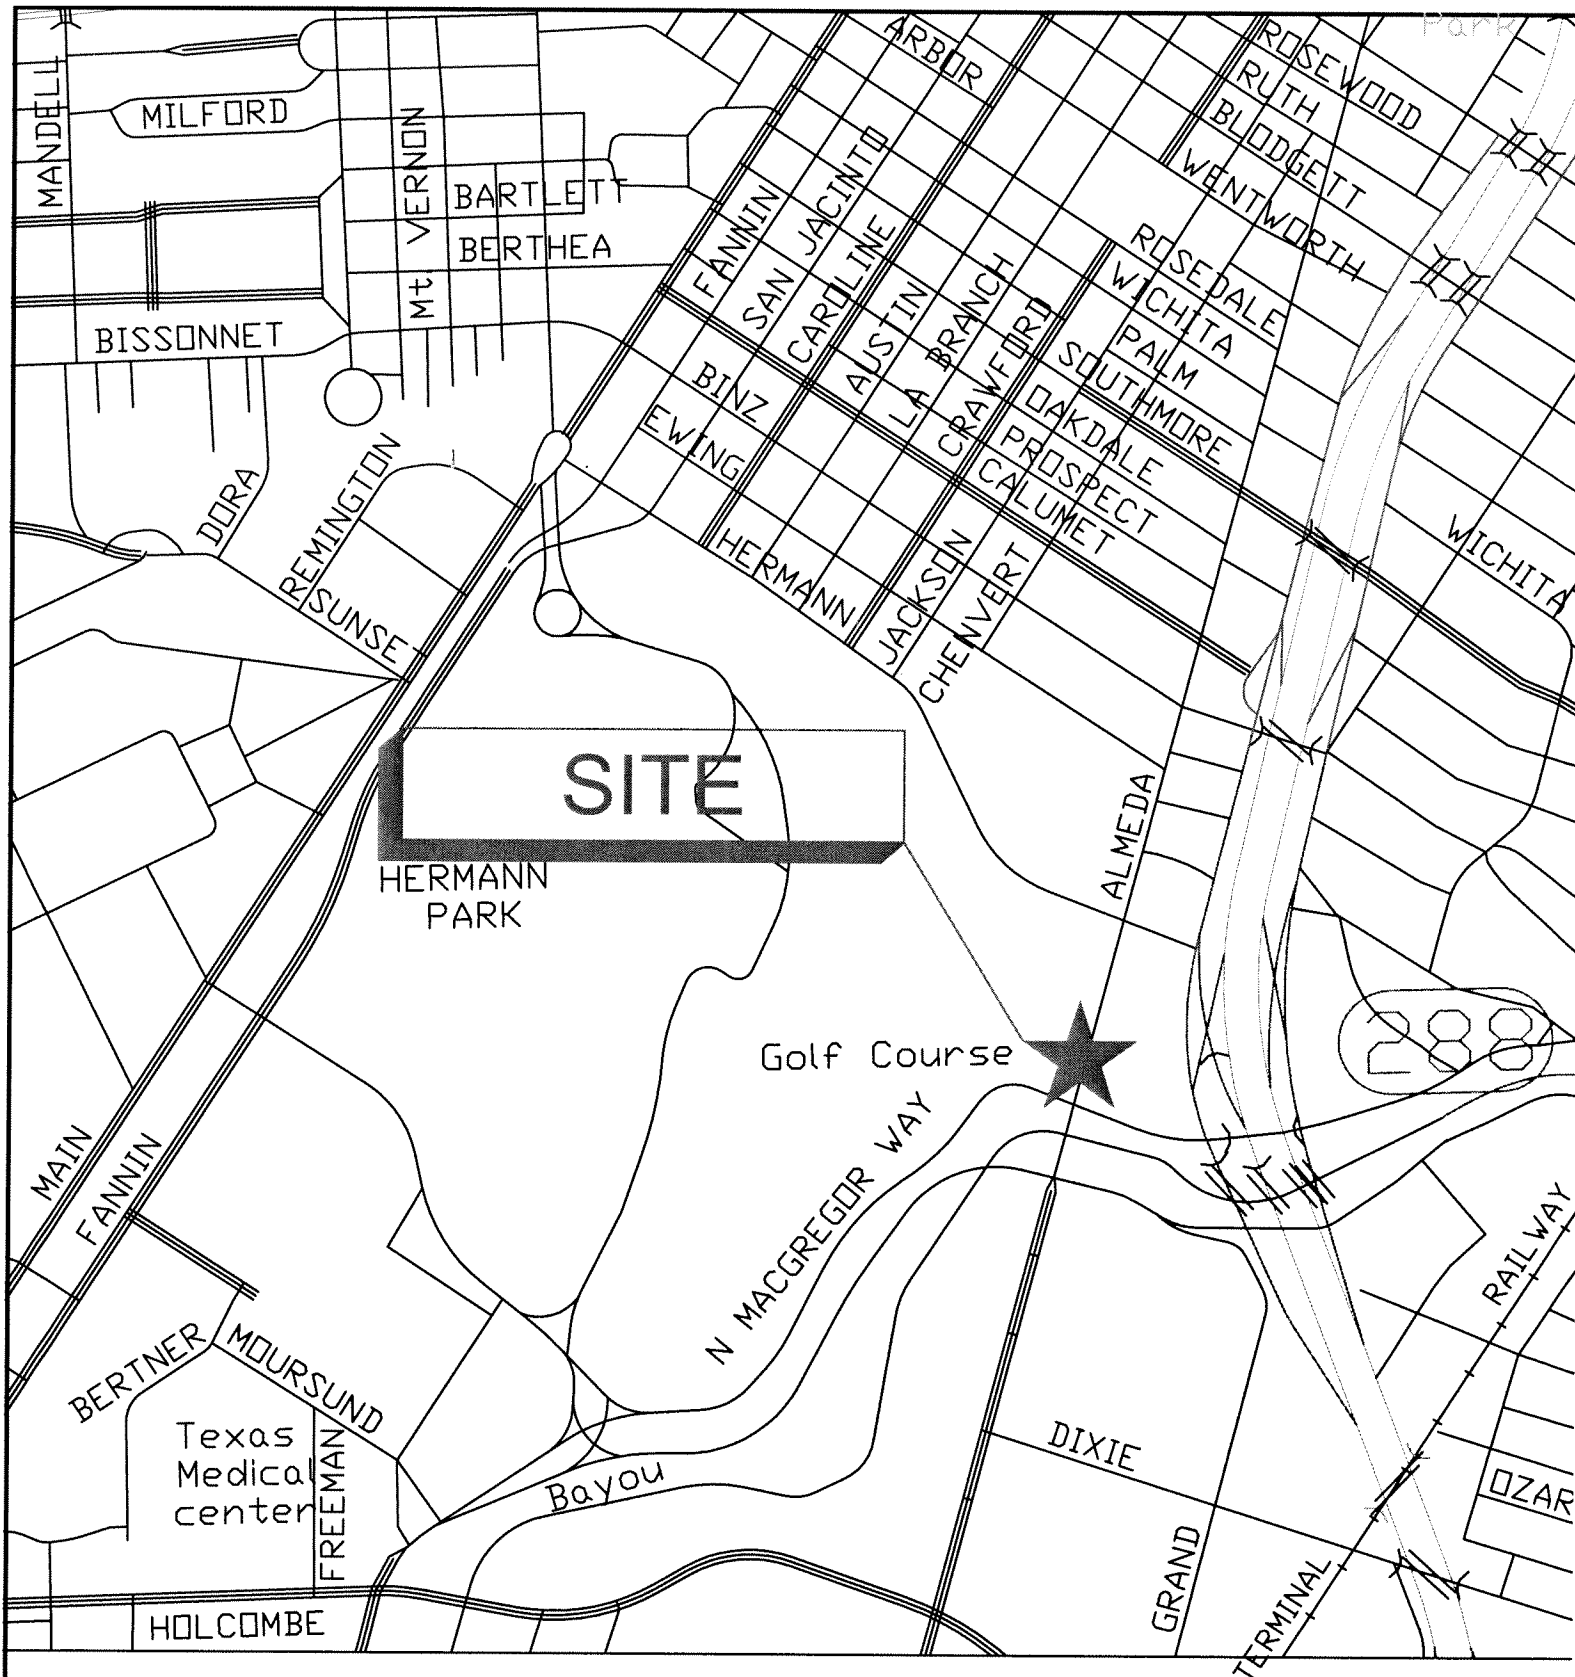 Park
ARBOR
ROSEWOOD
RUTH
BLODGETT
WENTWORTH
MANDELL
MILFORD
Mt VERNON
BARTLETT
BERTHEA
BISSONNET
FANNIN
SAN JACINTO
CAROLINE
AUSTIN
LA BRANCH
CRAWFORD
ROSEDALE
WICHITA
PALM
SOUTHMORE
OAKDALE
PROSPECT
CALUMET
BINZ
EWING
HERMANN
JACKSON
CHENVERT
WICHITA
DORA
REMINGTON
SUNSET
SITE
HERMANN
PARK
ALMEDA
288
Golf Course
MAIN
FANNIN
N MACGREGOR WAY
RAILWAY
BERTNER
MOURSUND
Texas
Medical
center
FREEMAN
Bayou
DIXIE
OZAR
GRAND
TERMINAL
HOLCOMBE